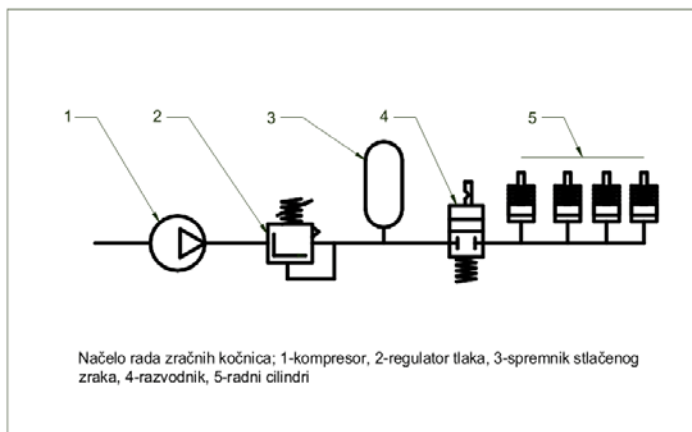 1
2
3
4
5
Načelo rada zračnih kočnica; 1-kompresor, 2-regulator tlaka, 3-spremnik stlačenog
zraka, 4-razvodnik, 5-radni cilindri